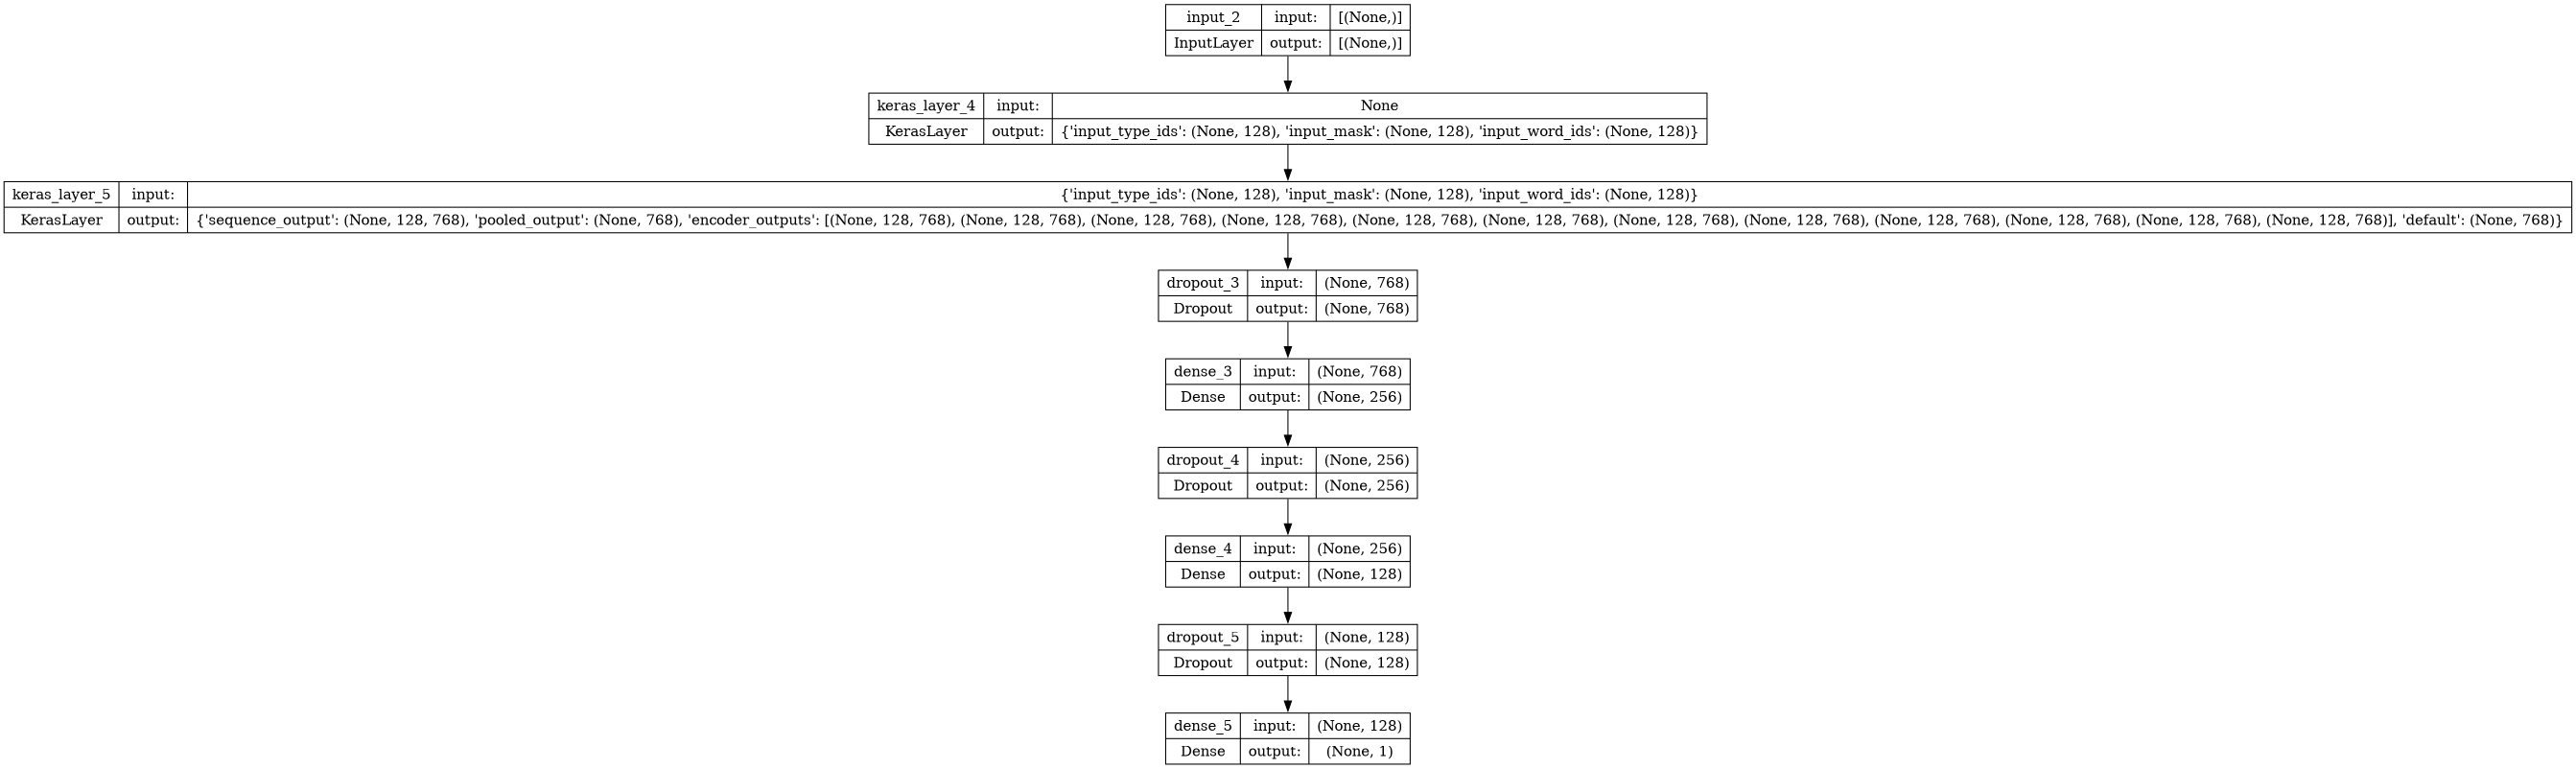 input_2 input: [(None,)]
InputLayer output: [(None,)]
keras_layer_4 input: None
KerasLayer output: {'input_type_ids': (None, 128), 'input_mask': (None, 128), 'input_word_ids': (None, 128)}
keras_layer_5 input: {'input_type_ids': (None, 128), 'input_mask': (None, 128), 'input_word_ids': (None, 128)}
KerasLayer output: {'sequence_output': (None, 128, 768), 'pooled_output': (None, 768), 'encoder_outputs': [(None, 128, 768), (None, 128, 768), (None, 128, 768), (None, 128, 768), (None, 128, 768), (None, 128, 768), (None, 128, 768), (None, 128, 768), (None, 128, 768), (None, 128, 768), (None, 128, 768), (None, 128, 768)], 'default': (None, 768)}
dropout_3 input: (None, 768)
Dropout output: (None, 768)
dense_3 input: (None, 768)
Dense output: (None, 256)
dropout_4 input: (None, 256)
Dropout output: (None, 256)
dense_4 input: (None, 256)
Dense output: (None, 128)
dropout_5 input: (None, 128)
Dropout output: (None, 128)
dense_5 input: (None, 128)
Dense output: (None, 1)